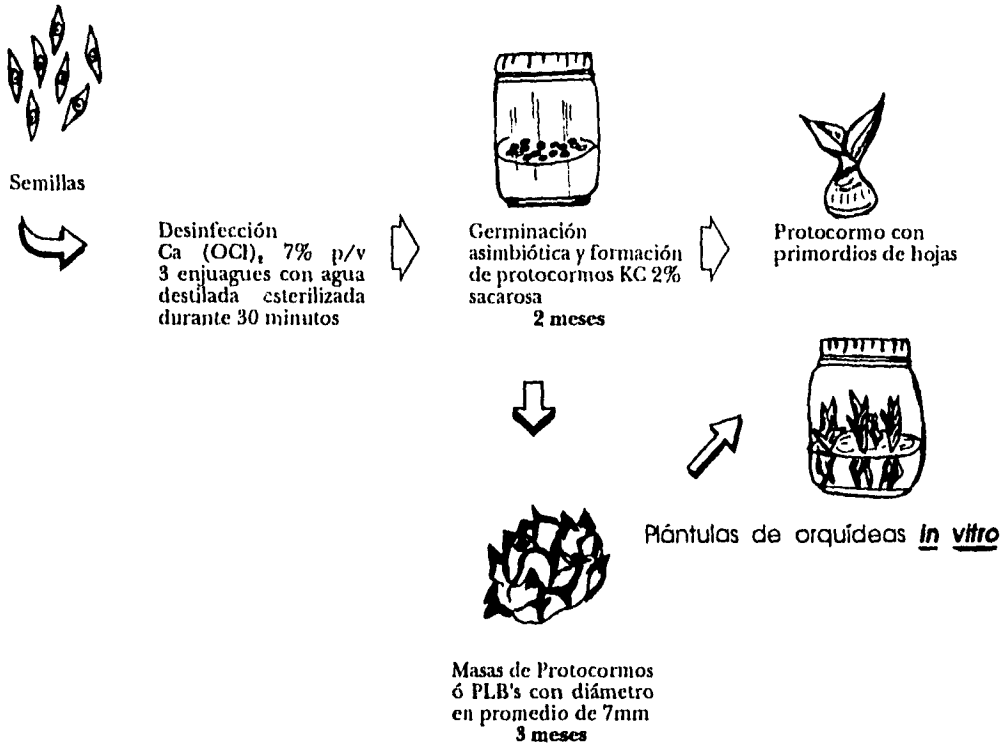 Semillas
Desinfección
Ca (OCl)₂ 7% p/v
3 enjuagues con agua
destilada esterilizada
durante 30 minutos
Germinación
asimbiótica y formación
de protocormos KC 2%
sacarosa
2 meses
Protocormo con
primordios de hojas
Plántulas de orquídeas in vitro
Masas de Protocormos
ó PLB's con diámetro
en promedio de 7mm
3 meses